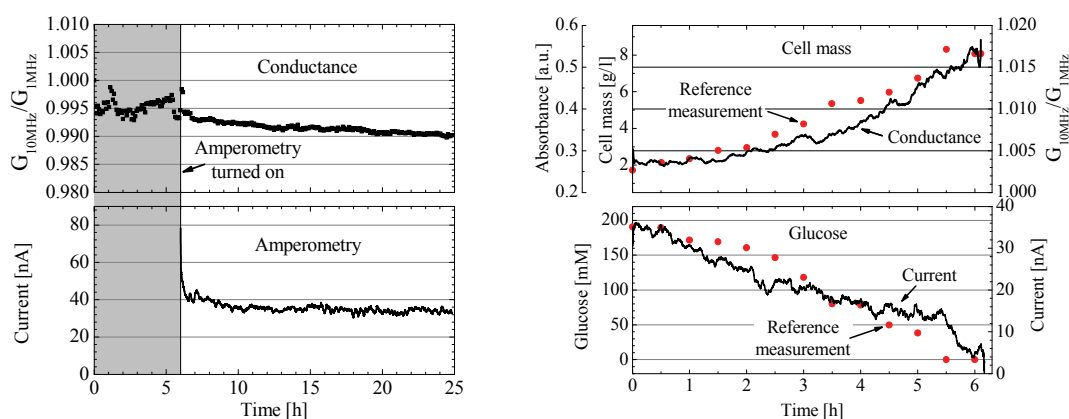 1.010
1.005
1.000
0.995
0.990
0.985
0.980
G10MHz/G1MHz
Conductance
Amperometry
turned on
80
60
40
20
0
Current [nA]
Amperometry
0 5 10 15 20 25
Time [h]
0.6
0.5
0.4
0.3
0.2
Absorbance [a.u.]
8
6
4
2
Cell mass [g/l]
Cell mass
Reference
measurement
Conductance
1.020
1.015
1.010
1.005
1.000
G10MHz/G1MHz
200
150
100
50
0
Glucose [mM]
Glucose
Current
Reference
measurement
40
30
20
10
0
Current [nA]
0 1 2 3 4 5 6
Time [h]